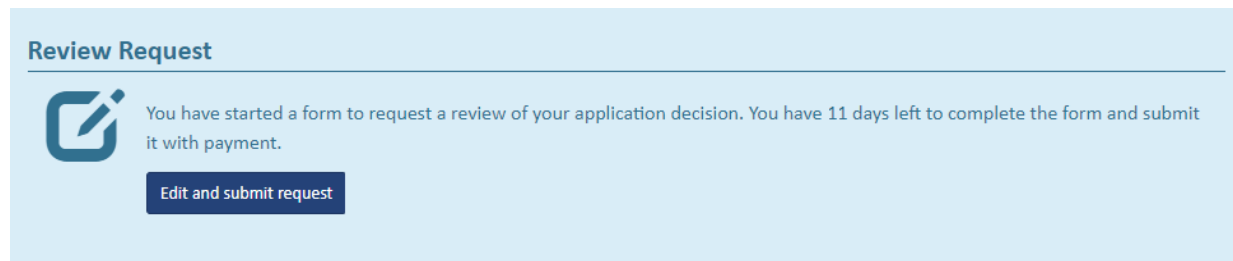 Review Request
You have started a form to request a review of your application decision. You have 11 days left to complete the form and submit
it with payment.
Edit and submit request